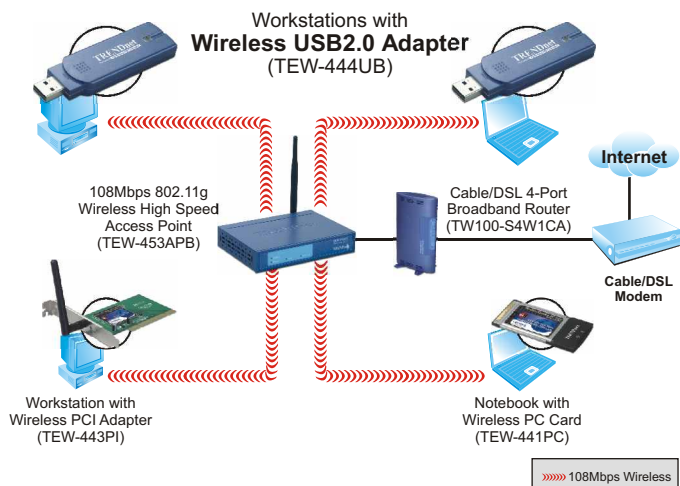 Workstations with
Wireless USB2.0 Adapter
(TEW-444UB)
TRENDnet
TRENDnet
Internet
108Mbps 802.11g
Wireless High Speed
Access Point
(TEW-453APB)
Cable/DSL 4-Port
Broadband Router
(TW100-S4W1CA)
Cable/DSL
Modem
Workstation with
Wireless PCI Adapter
(TEW-443PI)
Notebook with
Wireless PC Card
(TEW-441PC)
108Mbps Wireless